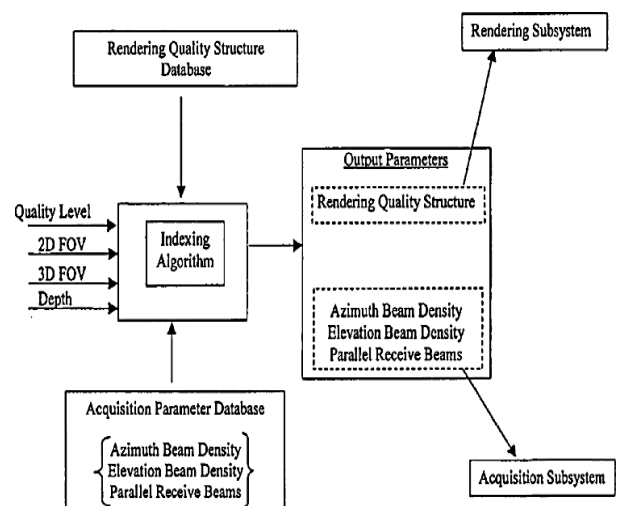 Rendering Quality Structure
Database
Rendering Subsystem
Output Parameters
Rendering Quality Structure
Quality Level
2D FOV
3D FOV
Depth
Indexing
Algorithm
Azimuth Beam Density
Elevation Beam Density
Parallel Receive Beams
Acquisition Parameter Database
Azimuth Beam Density
Elevation Beam Density
Parallel Receive Beams
Acquisition Subsystem